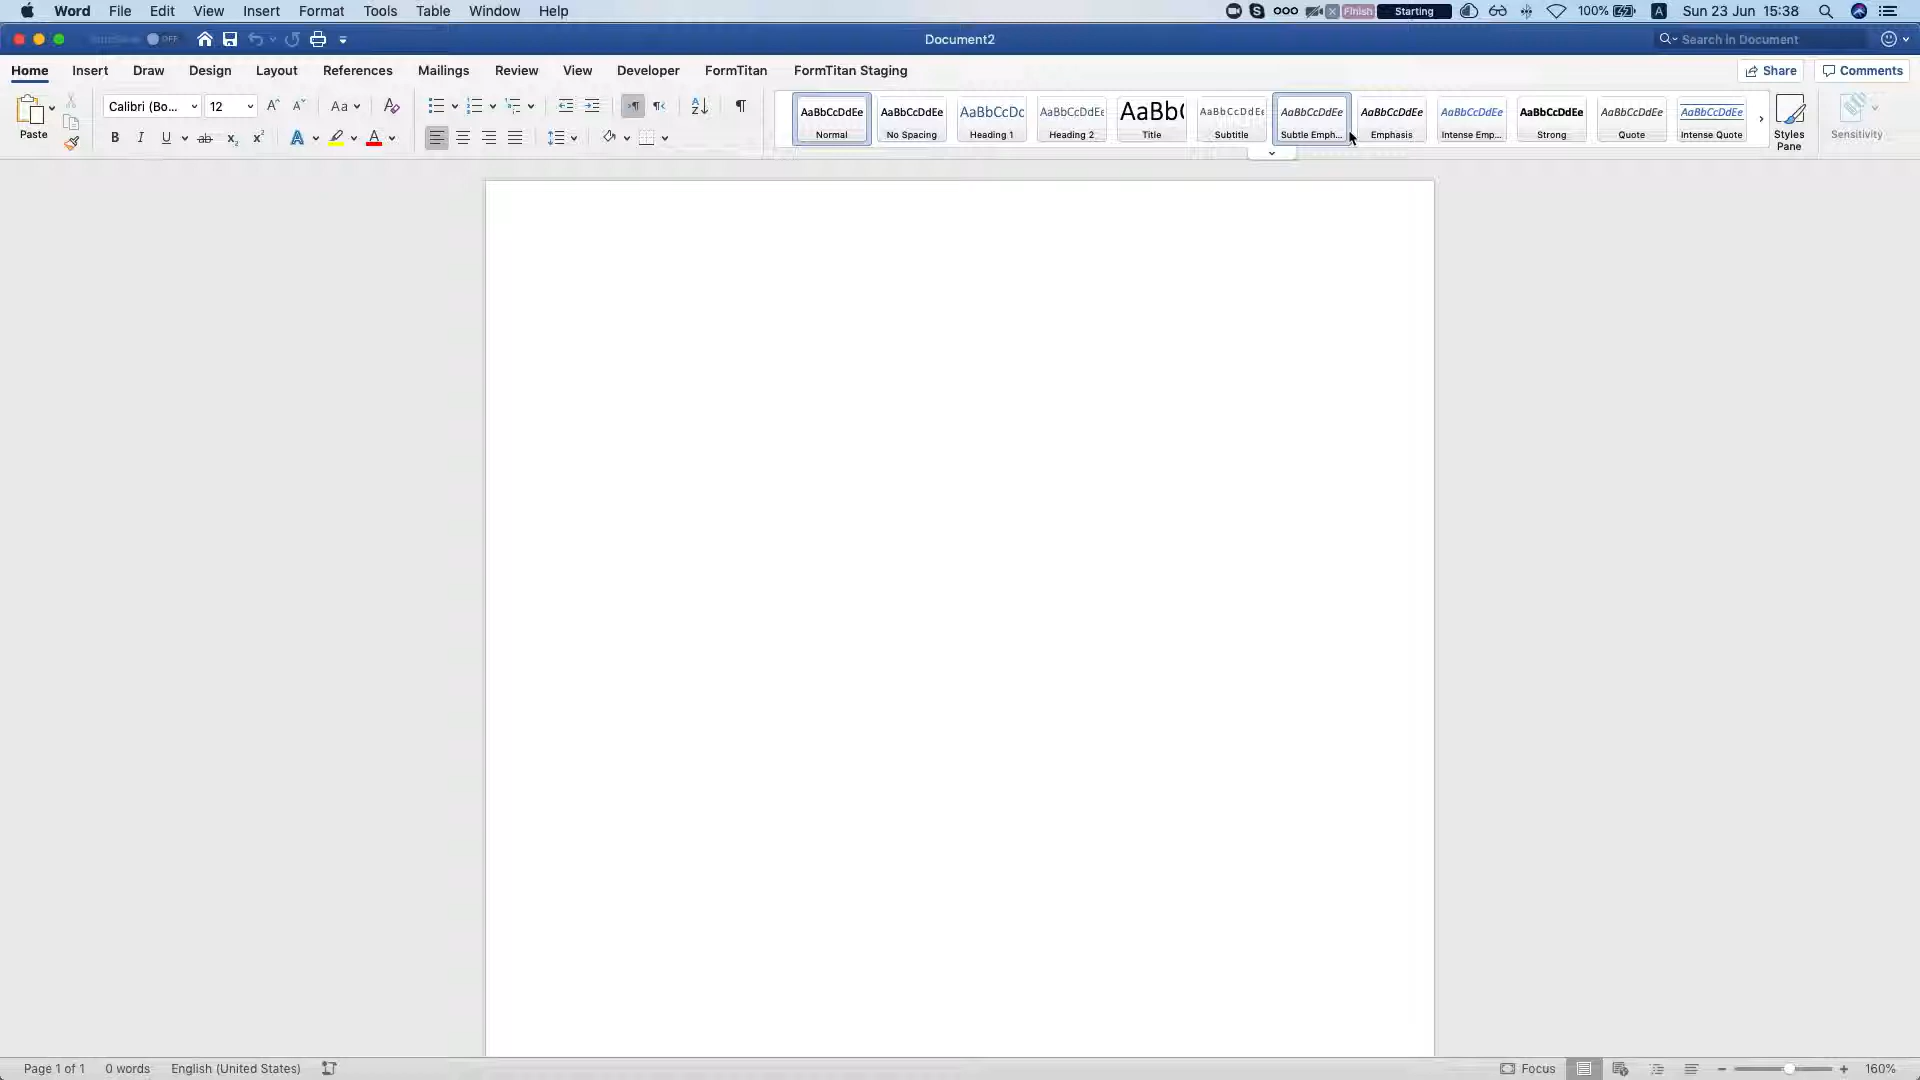 Word File Edit View Insert Format Tools Table Window Help Finish Starting 100% A Sun 23 Jun 15:38
OFF Document2 Search in Document
Home Insert Draw Design Layout References Mailings Review View Developer FormTitan FormTitan Staging Share Comments
Paste Calibri (Bo... 12 Aa
AaBbCcDdEe AaBbCcDdEe AaBbCcDc AaBbCcDdEe AaBb( AaBbCcDdEe AaBbCcDdEe AaBbCcDdEe AaBbCcDdEe AaBbCcDdEe AaBbCcDdEe AaBbCcDdEe
Normal No Spacing Heading 1 Heading 2 Title Subtitle Subtle Emph... Emphasis Intense Emp... Strong Quote Intense Quote
Styles Pane Sensitivity
Page 1 of 1 0 words English (United States) Focus 160%